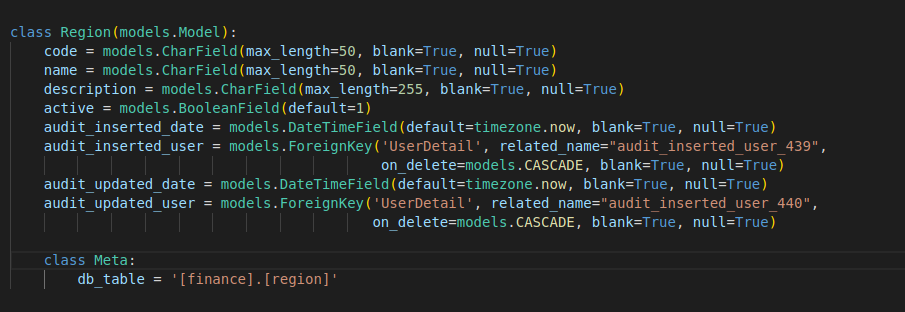 class Region(models.Model):
    code = models.CharField(max_length=50, blank=True, null=True)
    name = models.CharField(max_length=50, blank=True, null=True)
    description = models.CharField(max_length=255, blank=True, null=True)
    active = models.BooleanField(default=1)
    audit_inserted_date = models.DateTimeField(default=timezone.now, blank=True, null=True)
    audit_inserted_user = models.ForeignKey('UserDetail', related_name="audit_inserted_user_439",
                                            on_delete=models.CASCADE, blank=True, null=True)
    audit_updated_date = models.DateTimeField(default=timezone.now, blank=True, null=True)
    audit_updated_user = models.ForeignKey('UserDetail', related_name="audit_inserted_user_440",
                                           on_delete=models.CASCADE, blank=True, null=True)
    class Meta:
        db_table = '[finance].[region]'